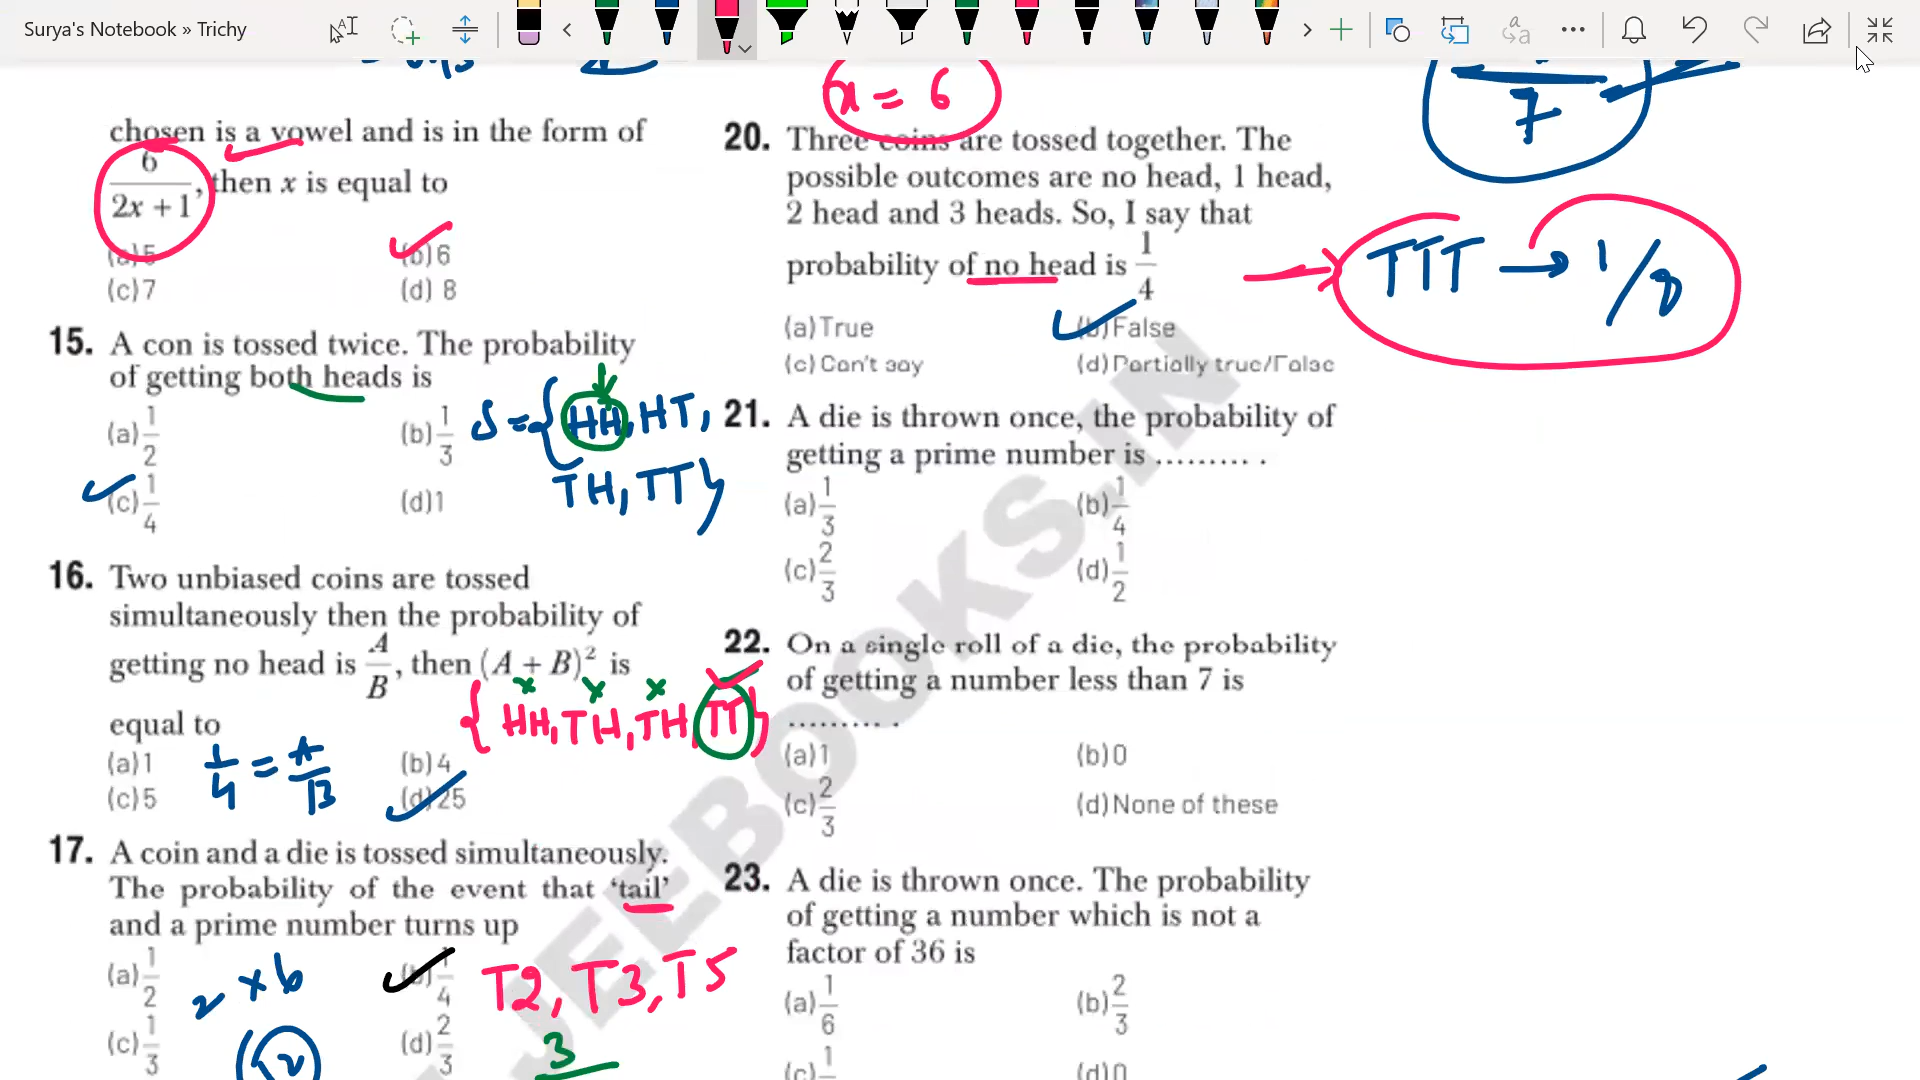 Surya's Notebook » Trichy
chosen is a vowel and is in the form of
6
2x + 1
, then x is equal to
(a) 5
(b) 6
(c) 7
(d) 8
15. A con is tossed twice. The probability
of getting both heads is
(a) 1/2
(b) 1/3
(c) 1/4
(d) 1
S = { HH, HT,
TH, TT }
16. Two unbiased coins are tossed
simultaneously then the probability of
getting no head is A/B, then (A + B)² is
equal to
{ HH, TH, TH, TT }
(a) 1
(b) 4
(c) 5
(d) 25
17. A coin and a die is tossed simultaneously.
The probability of the event that 'tail'
and a prime number turns up
(a) 1/2
(b) 1/4
(c) 1/3
(d) 2/3
2 × 6
T2, T3, T5
3
x = 6
20. Three coins are tossed together. The
possible outcomes are no head, 1 head,
2 head and 3 heads. So, I say that
probability of no head is 1/4
(a) True
(b) False
(c) Can't say
(d) Partially true/False
7
TTT → 1/8
21. A die is thrown once, the probability of
getting a prime number is ......... .
(a) 1/3
(b) 1/4
(c) 2/3
(d) 1/2
22. On a single roll of a die, the probability
of getting a number less than 7 is
......... .
(a) 1
(b) 0
(c) 2/3
(d) None of these
23. A die is thrown once. The probability
of getting a number which is not a
factor of 36 is
(a) 1/6
(b) 2/3
(c) 1
(d) 0
JEEBOOKS.IN